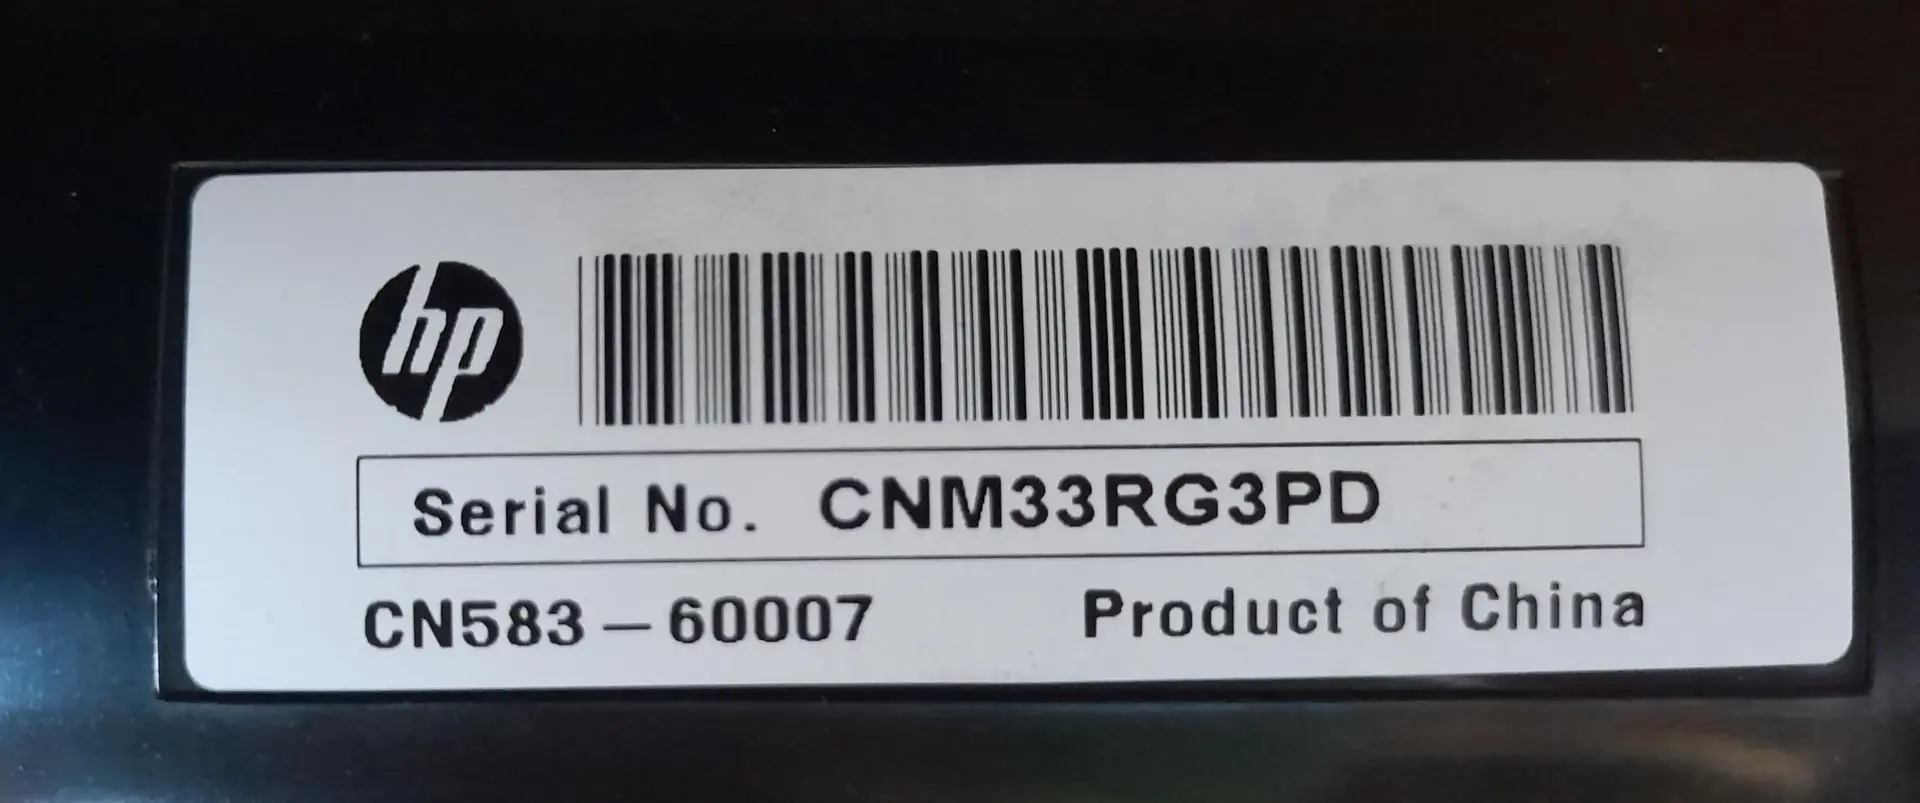 hp
Serial No. CNM33RG3PD
CN583-60007 Product of China